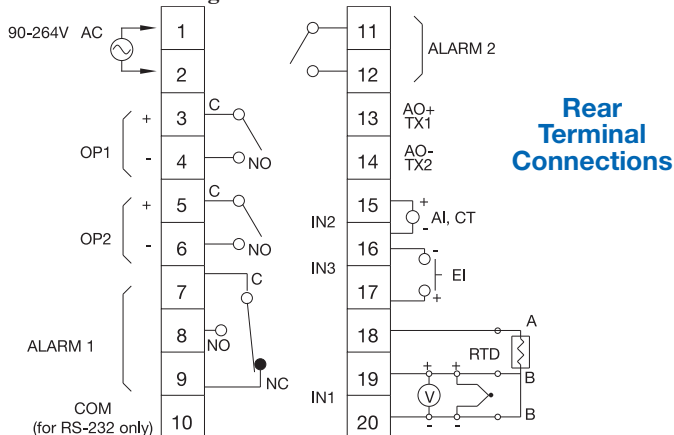 90-264V AC
1
2
OP1
+
3
C
-
4
NO
OP2
+
5
C
-
6
NO
ALARM 1
7
C
8
NO
9
NC
COM
(for RS-232 only)
10
11
12
ALARM 2
13
AO+
TX1
14
AO-
TX2
IN2
15
+
-
AI, CT
IN3
16
-
17
+
EI
18
A
RTD
IN1
19
+
+
B
V
20
-
-
B
Rear
Terminal
Connections